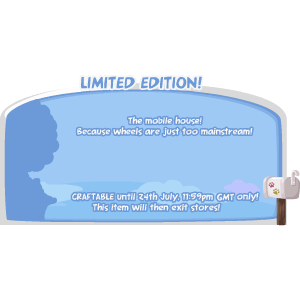 LIMITED EDITION!
The mobile house!
Because wheels are just too mainstream!
CRAFTABLE until 24th July, 11:59pm GMT only!
This item will then exit stores!